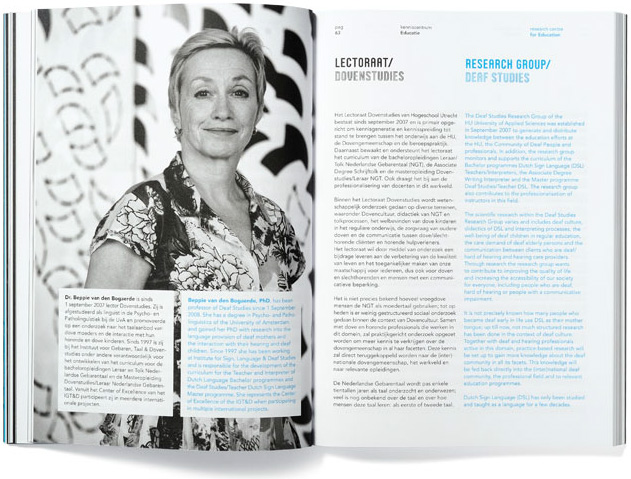 Dr. Beppie van den Bogaerde is sinds
1 september 2007 lector Dovenstudies. Zij is
afgestudeerd als linguist in de Psycho- en
Patholinguïstiek bij de UvA en promoveerde
op een onderzoek naar het taalaanbod van
dove moeders en de interactie met hun
horende en dove kinderen. Sinds 1997 is zij
bij het Instituut voor Gebaren, Taal & Doven-
studies onder andere verantwoordelijk voor
het ontwikkelen van het curriculum voor de
bacheloropleidingen Leraar en Tolk Neder-
landse Gebarentaal en de Masteropleiding
Dovenstudies/Leraar Nederlandse Gebaren-
taal. Vanuit het Center of Excellence van het
IGT&D participeert zij in meerdere internati-
onale projecten.
Beppie van den Bogaerde, PhD. has been
professor of Deaf Studies since 1 September
2008. She has a degree in Psycho- and Patho-
linguistics of the University of Amsterdam
and gained her PhD with research into the
language provision of deaf mothers and
the interaction with their hearing and deaf
children. Since 1997 she has been working
at Institute for Sign, Language & Deaf Studies
and is responsible for the development of the
curriculum for the Teacher and Interpreter of
Dutch Sign Language Bachelor programmes and
the Deaf Studies/Teacher Dutch Sign Language
Master programme. She represents the Center
of Excellence of the IGT&D when participating
in multiple international projects.
pag
63
kenniscentrum
Educatie
research centre
for Education
LECTORAAT/
DOVENSTUDIES
RESEARCH GROUP/
DEAF STUDIES
Het Lectoraat Dovenstudies van Hogeschool Utrecht
bestaat sinds september 2007 en is primair opge-
zicht om kennisgeneratie en kennisspreiding tot
stand te brengen tussen het onderwijs aan de HU,
de Dovengemeenschap en de beroepspraktijk.
Daarnaast bewaakt en ondersteunt het lectoraat
het curriculum van de bacheloropleidingen Leraar/
Tolk Nederlandse Gebarentaal (NGT), de Associate
Degree Schrijftolk en de masteropleiding Doven-
studies/Leraar NGT. Ook draagt het bij aan de
professionalisering van docenten in dit werkveld.
Binnen het Lectoraat Dovenstudies wordt weten-
schappelijk onderzoek gedaan op diverse terreinen,
waaronder Dovencultuur, didactiek van NGT en
tolkprocessen, het welbevinden van dove kinderen
in het reguliere onderwijs, de zorgvraag van oudere
doven en de communicatie tussen dove/slecht-
horende cliënten en horende hulpverleners.
Het lectoraat wil door middel van onderzoek een
bijdrage leveren aan de verbetering van de kwaliteit
van leven en het toegankelijker maken van onze
maatschappij voor iedereen, dus ook voor doven
en slechthorenden en mensen met een communi-
catieve beperking.
Het is niet precies bekend hoeveel vroegdove
mensen die de NGT als moedertaal gebruiken, tot op
heden is er weinig gestructureerd sociaal onderzoek
gedaan binnen de context van Dovencultuur. Samen
met dove en horende professionals die werken in
dit domein, zal praktijkgericht onderzoek opgezet
worden om meer kennis te verkrijgen over de
dovengemeenschap in al haar facetten. Deze kennis
zal direct teruggekoppeld worden naar de (inter)
nationale dovengemeenschap, het werkveld en
naar relevante opleidingen.
De Nederlandse Gebarentaal wordt pas enkele
tientallen jaren als taal onderzocht en onderwezen;
veel is nog onbekend over de taal en over hoe
mensen deze taal leren: als eerste of tweede taal.
The Deaf Studies Research Group of the
HU University of Applied Sciences was established
in September 2007 to generate and distribute
knowledge between the education efforts at
the HU, the Community of Deaf People and
professionals. In addition, the research group
monitors and supports the curriculum of the
Bachelor programmes Dutch Sign Language (DSL)
Teachers/Interpreters, the Associate Degree
Writing Interpreter and the Master programme
Deaf Studies/Teacher DSL. The research group
also contributes to the professionalisation of
instructors in this field.
The scientific research within the Deaf Studies
Research Group varies and includes deaf culture,
didactics of DSL and interpreting processes, the
well being of deaf children in regular education,
the care demand of deaf elderly persons and the
communication between clients who are deaf/
hard of hearing and hearing care providers.
Through research the research group wants
to contribute to improving the quality of life
and increasing the accessibility of our society
for everyone, including people who are deaf,
hard of hearing or people with a communication
impairment.
It is not precisely known how many people who
became deaf early in life use DSL as their mother
tongue; up till now, not much structured research
has been done in the context of deaf culture.
Together with deaf and hearing professionals
active within the domain, practice-based research
will be set up to gain more knowledge about the deaf
community in all of its facets. This knowledge will
be fed back directly into the (inter)national deaf
community, the professional field and to relevant
education programmes.
Dutch Sign Language (DSL) has only been studied
and taught as a language for a few decades.